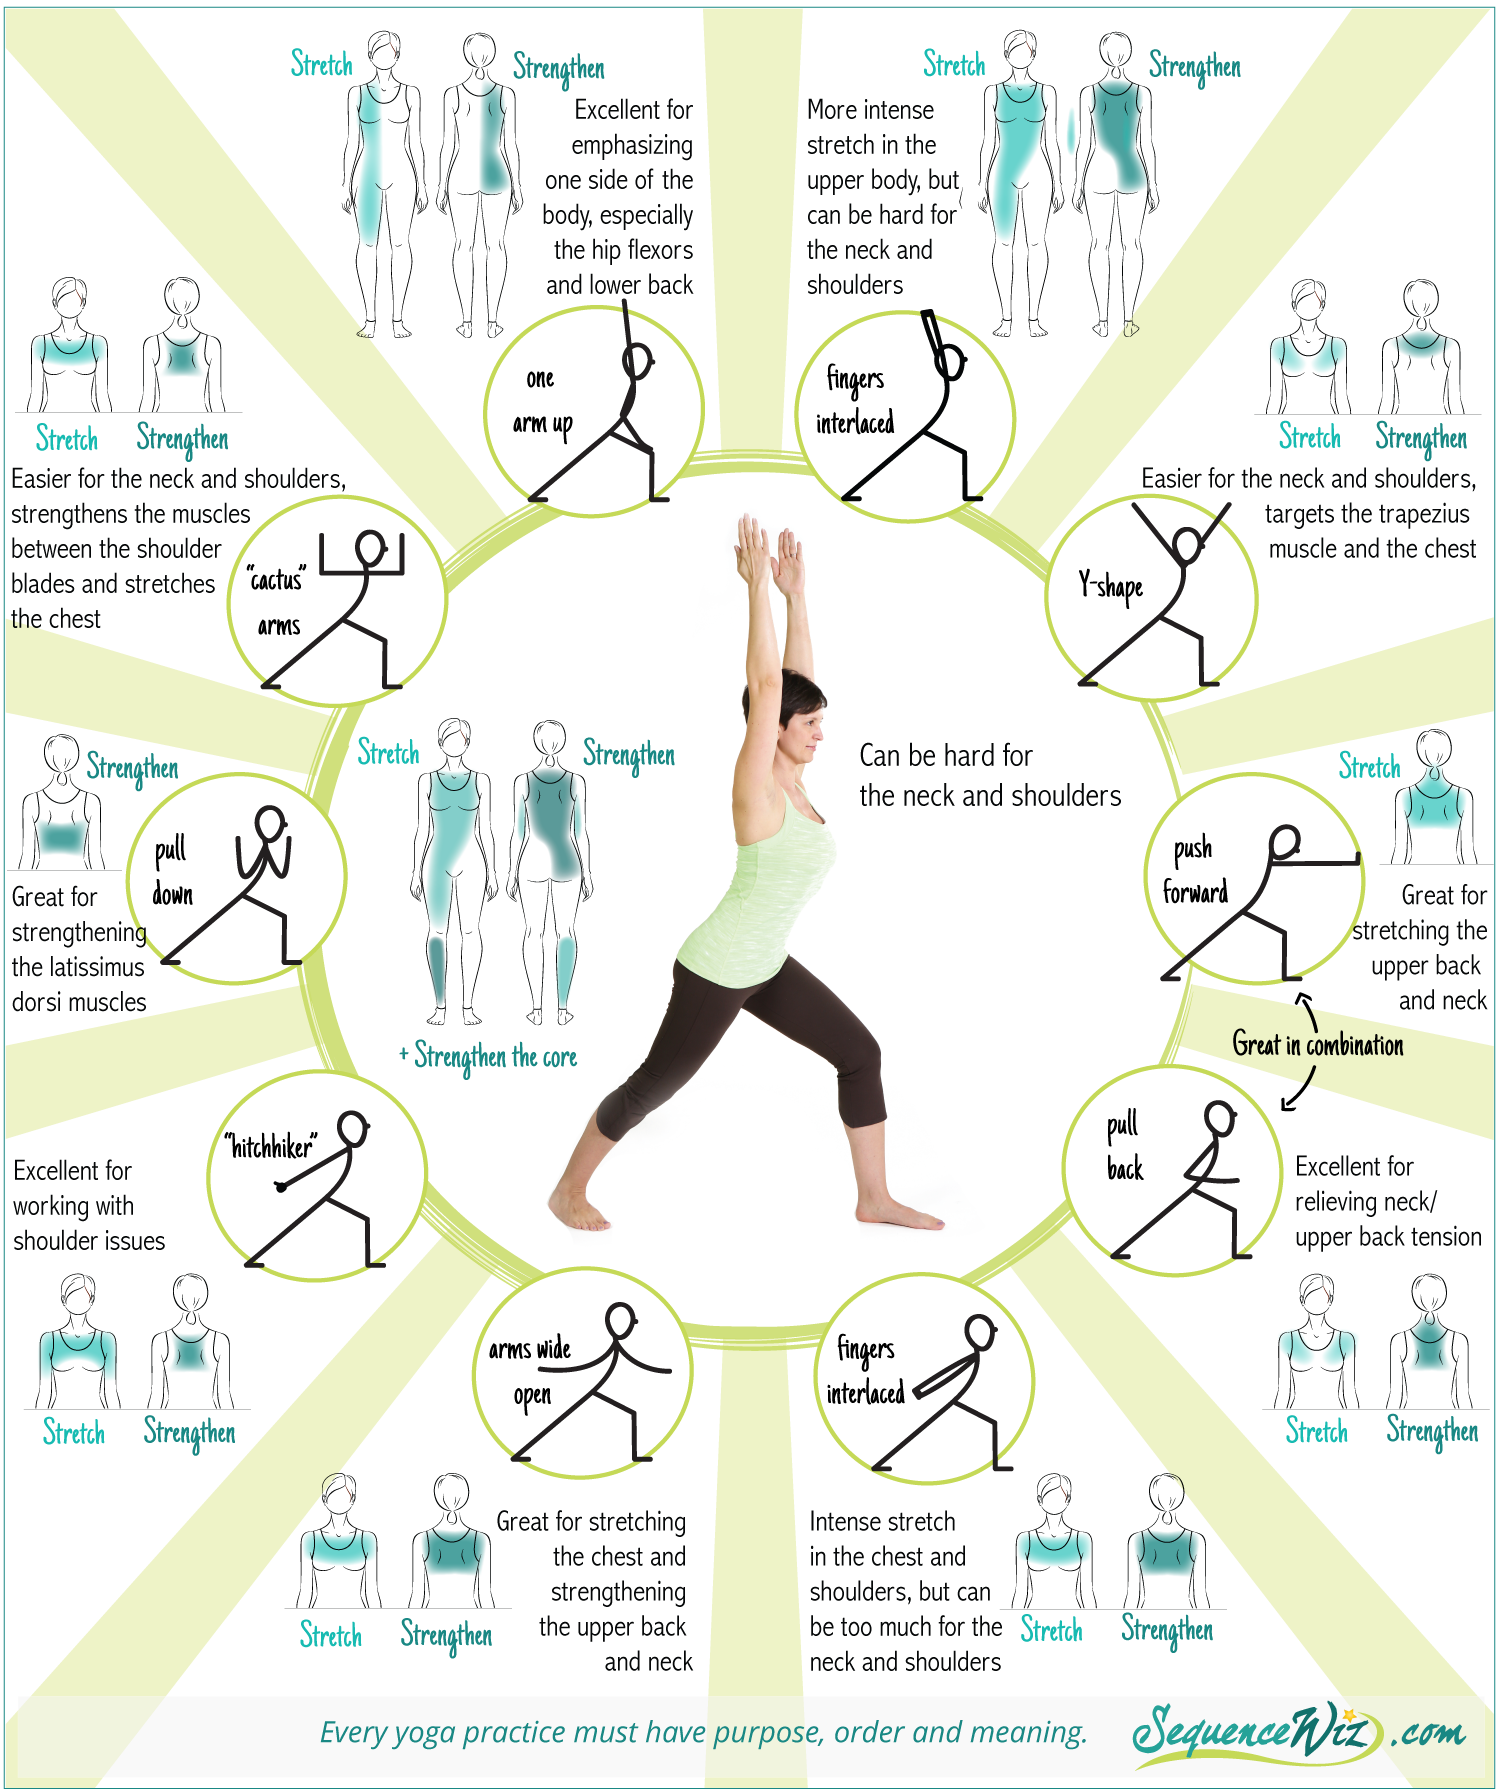 Stretch
Strengthen
Excellent for
emphasizing
one side of the
body, especially
the hip flexors
and lower back
one
arm up
Stretch
Strengthen
More intense
stretch in the
upper body, but
can be hard for
the neck and
shoulders
fingers
interlaced
Stretch
Strengthen
Easier for the neck and shoulders,
strengthens the muscles
between the shoulder
blades and stretches
the chest
"cactus"
arms
Stretch
Strengthen
Easier for the neck and shoulders,
targets the trapezius
muscle and the chest
Y-shape
Strengthen
pull
down
Great for
strengthening
the latissimus
dorsi muscles
Stretch
Strengthen
+ Strengthen the core
Can be hard for
the neck and shoulders
Stretch
push
forward
Great for
stretching the
upper back
and neck
Great in combination
"hitchhiker"
Excellent for
working with
shoulder issues
Stretch
Strengthen
pull
back
Excellent for
relieving neck/
upper back tension
Stretch
Strengthen
arms wide
open
Great for stretching
the chest and
strengthening
the upper back
and neck
Stretch
Strengthen
fingers
interlaced
Intense stretch
in the chest and
shoulders, but can
be too much for the
neck and shoulders
Stretch
Strengthen
Every yoga practice must have purpose, order and meaning.
SequenceWiz.com